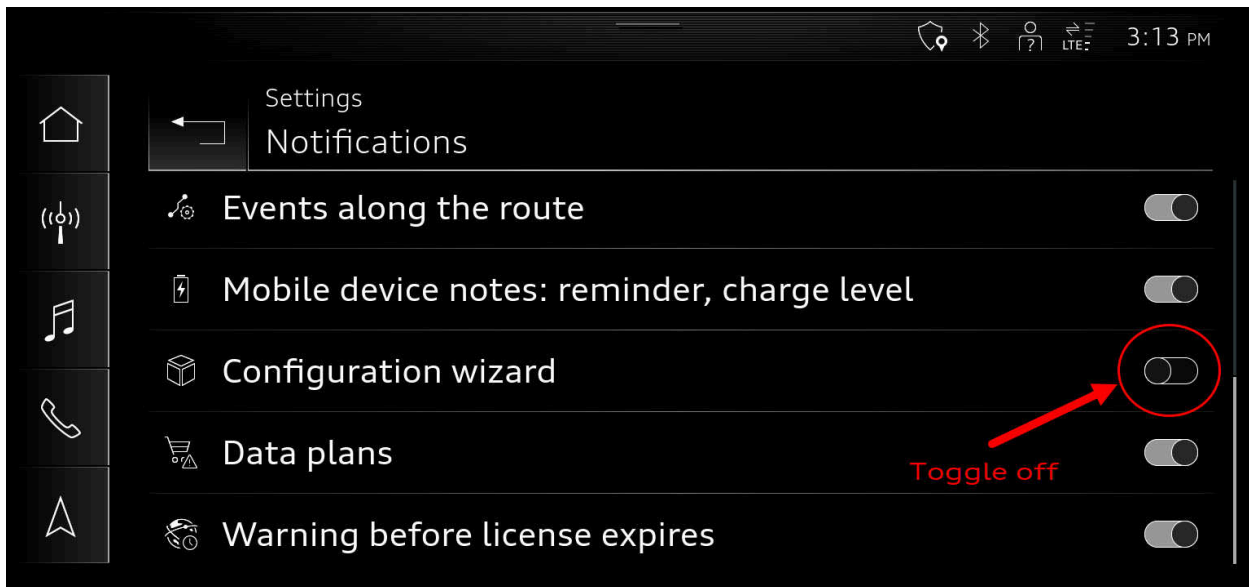 LTE 3:13 PM
Settings
Notifications
Events along the route
Mobile device notes: reminder, charge level
Configuration wizard
Data plans
Toggle off
Warning before license expires